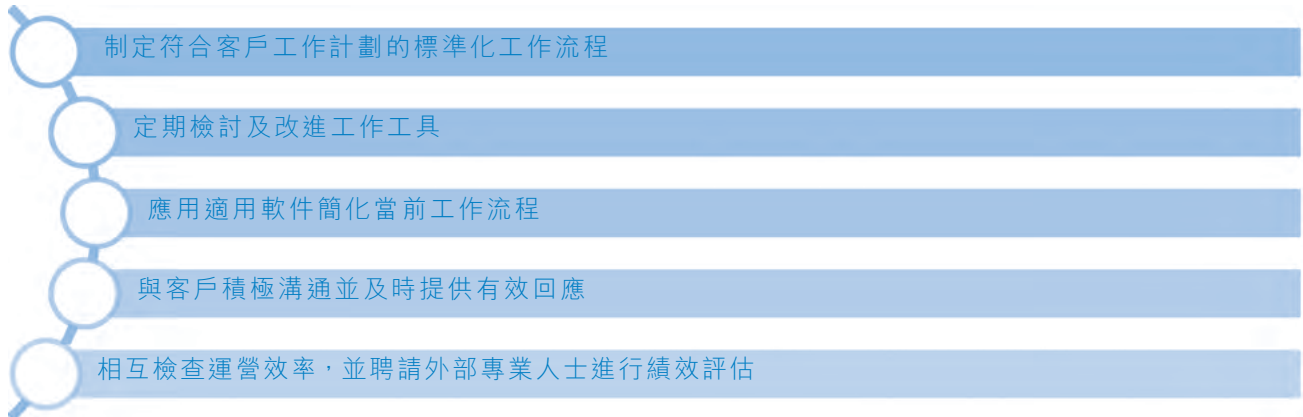 制定符合客戶工作計劃的標準化工作流程
定期檢討及改進工作工具
應用適用軟件簡化當前工作流程
與客戶積極溝通並及時提供有效回應
相互檢查運營效率，並聘請外部專業人士進行績效評估